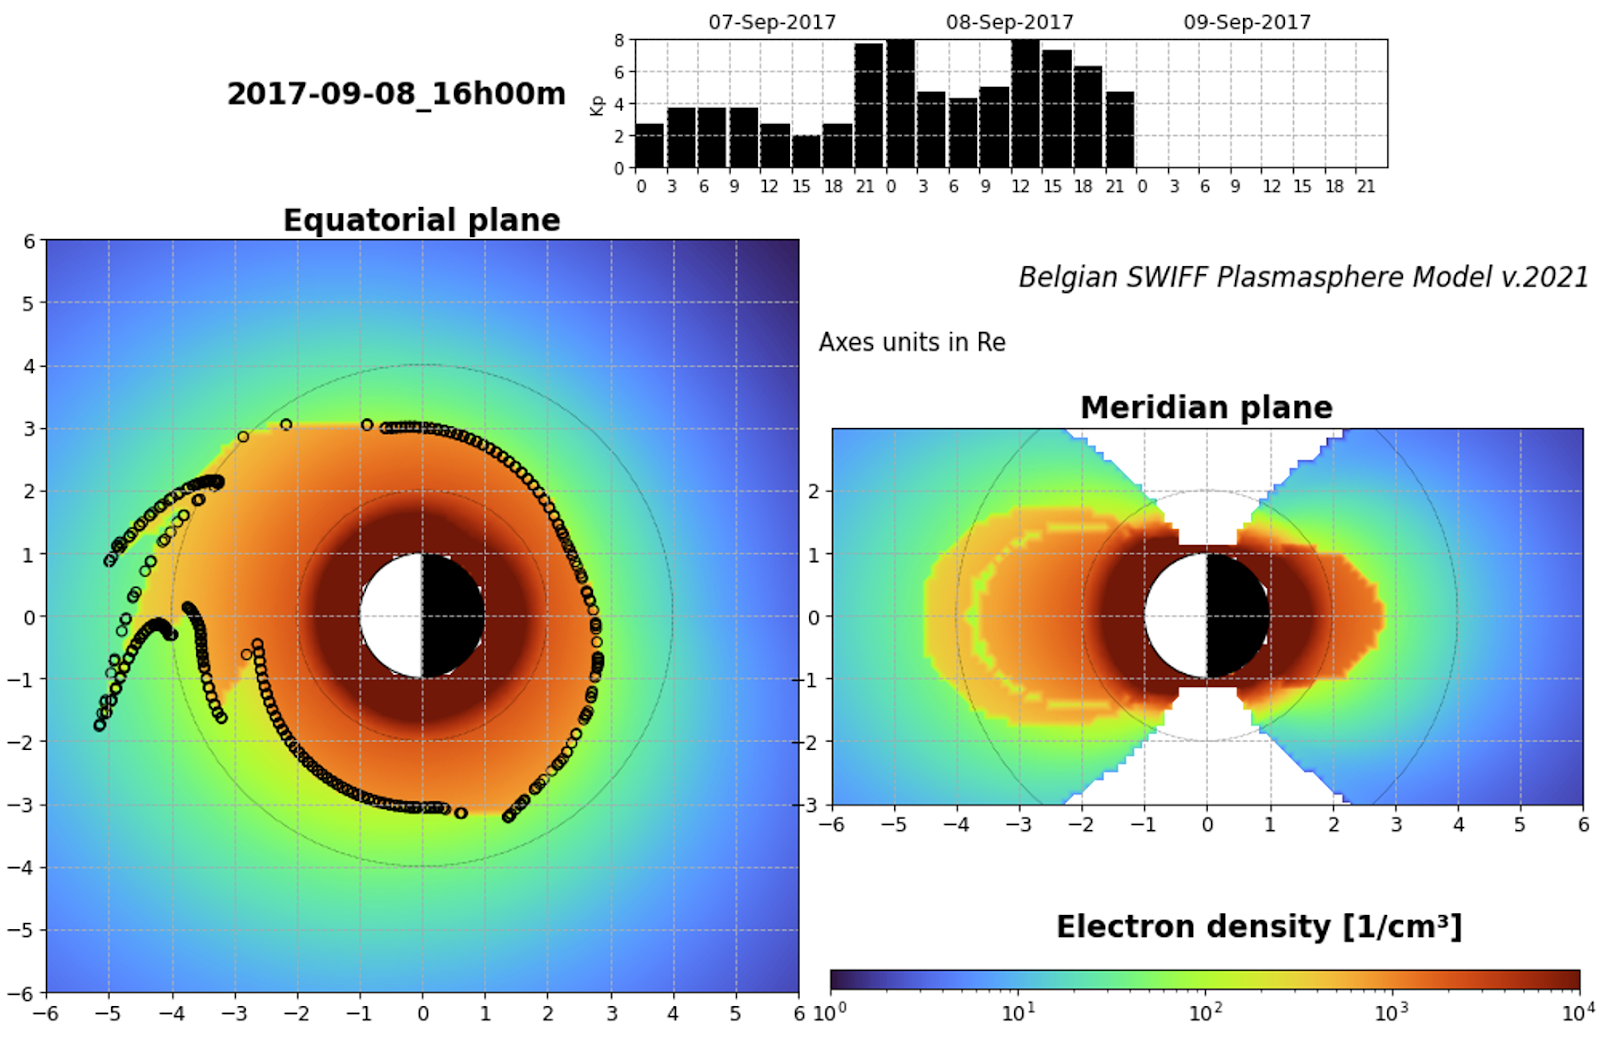 07-Sep-2017 08-Sep-2017 09-Sep-2017
2017-09-08_16h00m
Kp
8
6
4
2
0
0 3 6 9 12 15 18 21 0 3 6 9 12 15 18 21 0 3 6 9 12 15 18 21
Equatorial plane
6
5
4
3
2
1
0
−1
−2
−3
−4
−5
−6
−6 −5 −4 −3 −2 −1 0 1 2 3 4 5 6
Belgian SWIFF Plasmasphere Model v.2021
Axes units in Re
Meridian plane
2
1
0
−1
−2
−3
−6 −5 −4 −3 −2 −1 0 1 2 3 4 5 6
Electron density [1/cm³]
10⁰ 10¹ 10² 10³ 10⁴